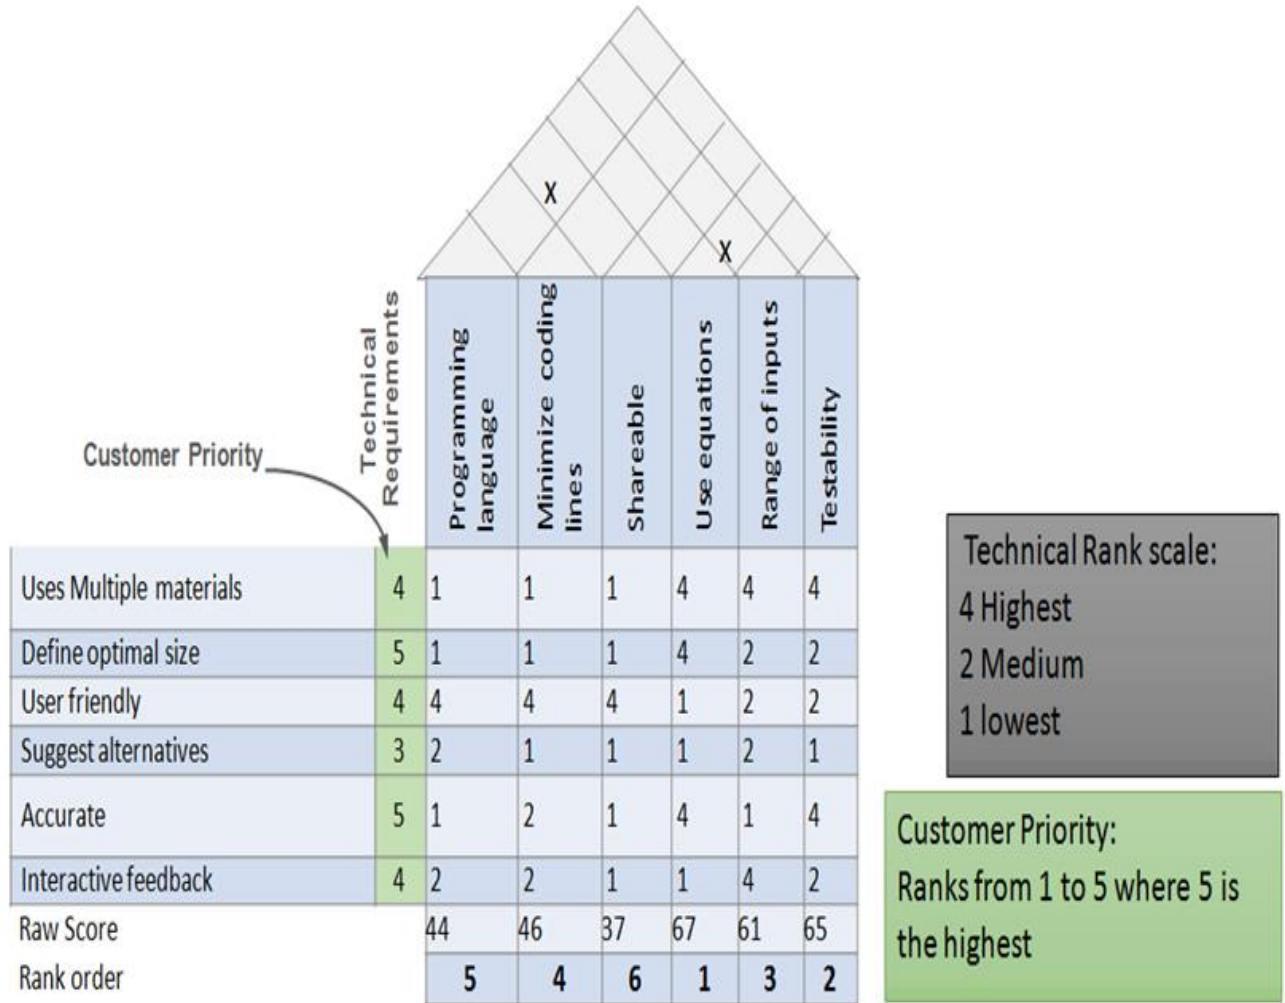 X
X
Technical
Requirements
Customer Priority
Programming
language
Minimize coding
lines
Shareable
Use equations
Range of inputs
Testability
Uses Multiple materials 4 1 1 1 4 4 4
Define optimal size 5 1 1 1 4 2 2
User friendly 4 4 4 4 1 2 2
Suggest alternatives 3 2 1 1 1 2 1
Accurate 5 1 2 1 4 1 4
Interactive feedback 4 2 2 1 1 4 2
Raw Score 44 46 37 67 61 65
Rank order 5 4 6 1 3 2
Technical Rank scale:
4 Highest
2 Medium
1 lowest
Customer Priority:
Ranks from 1 to 5 where 5 is
the highest